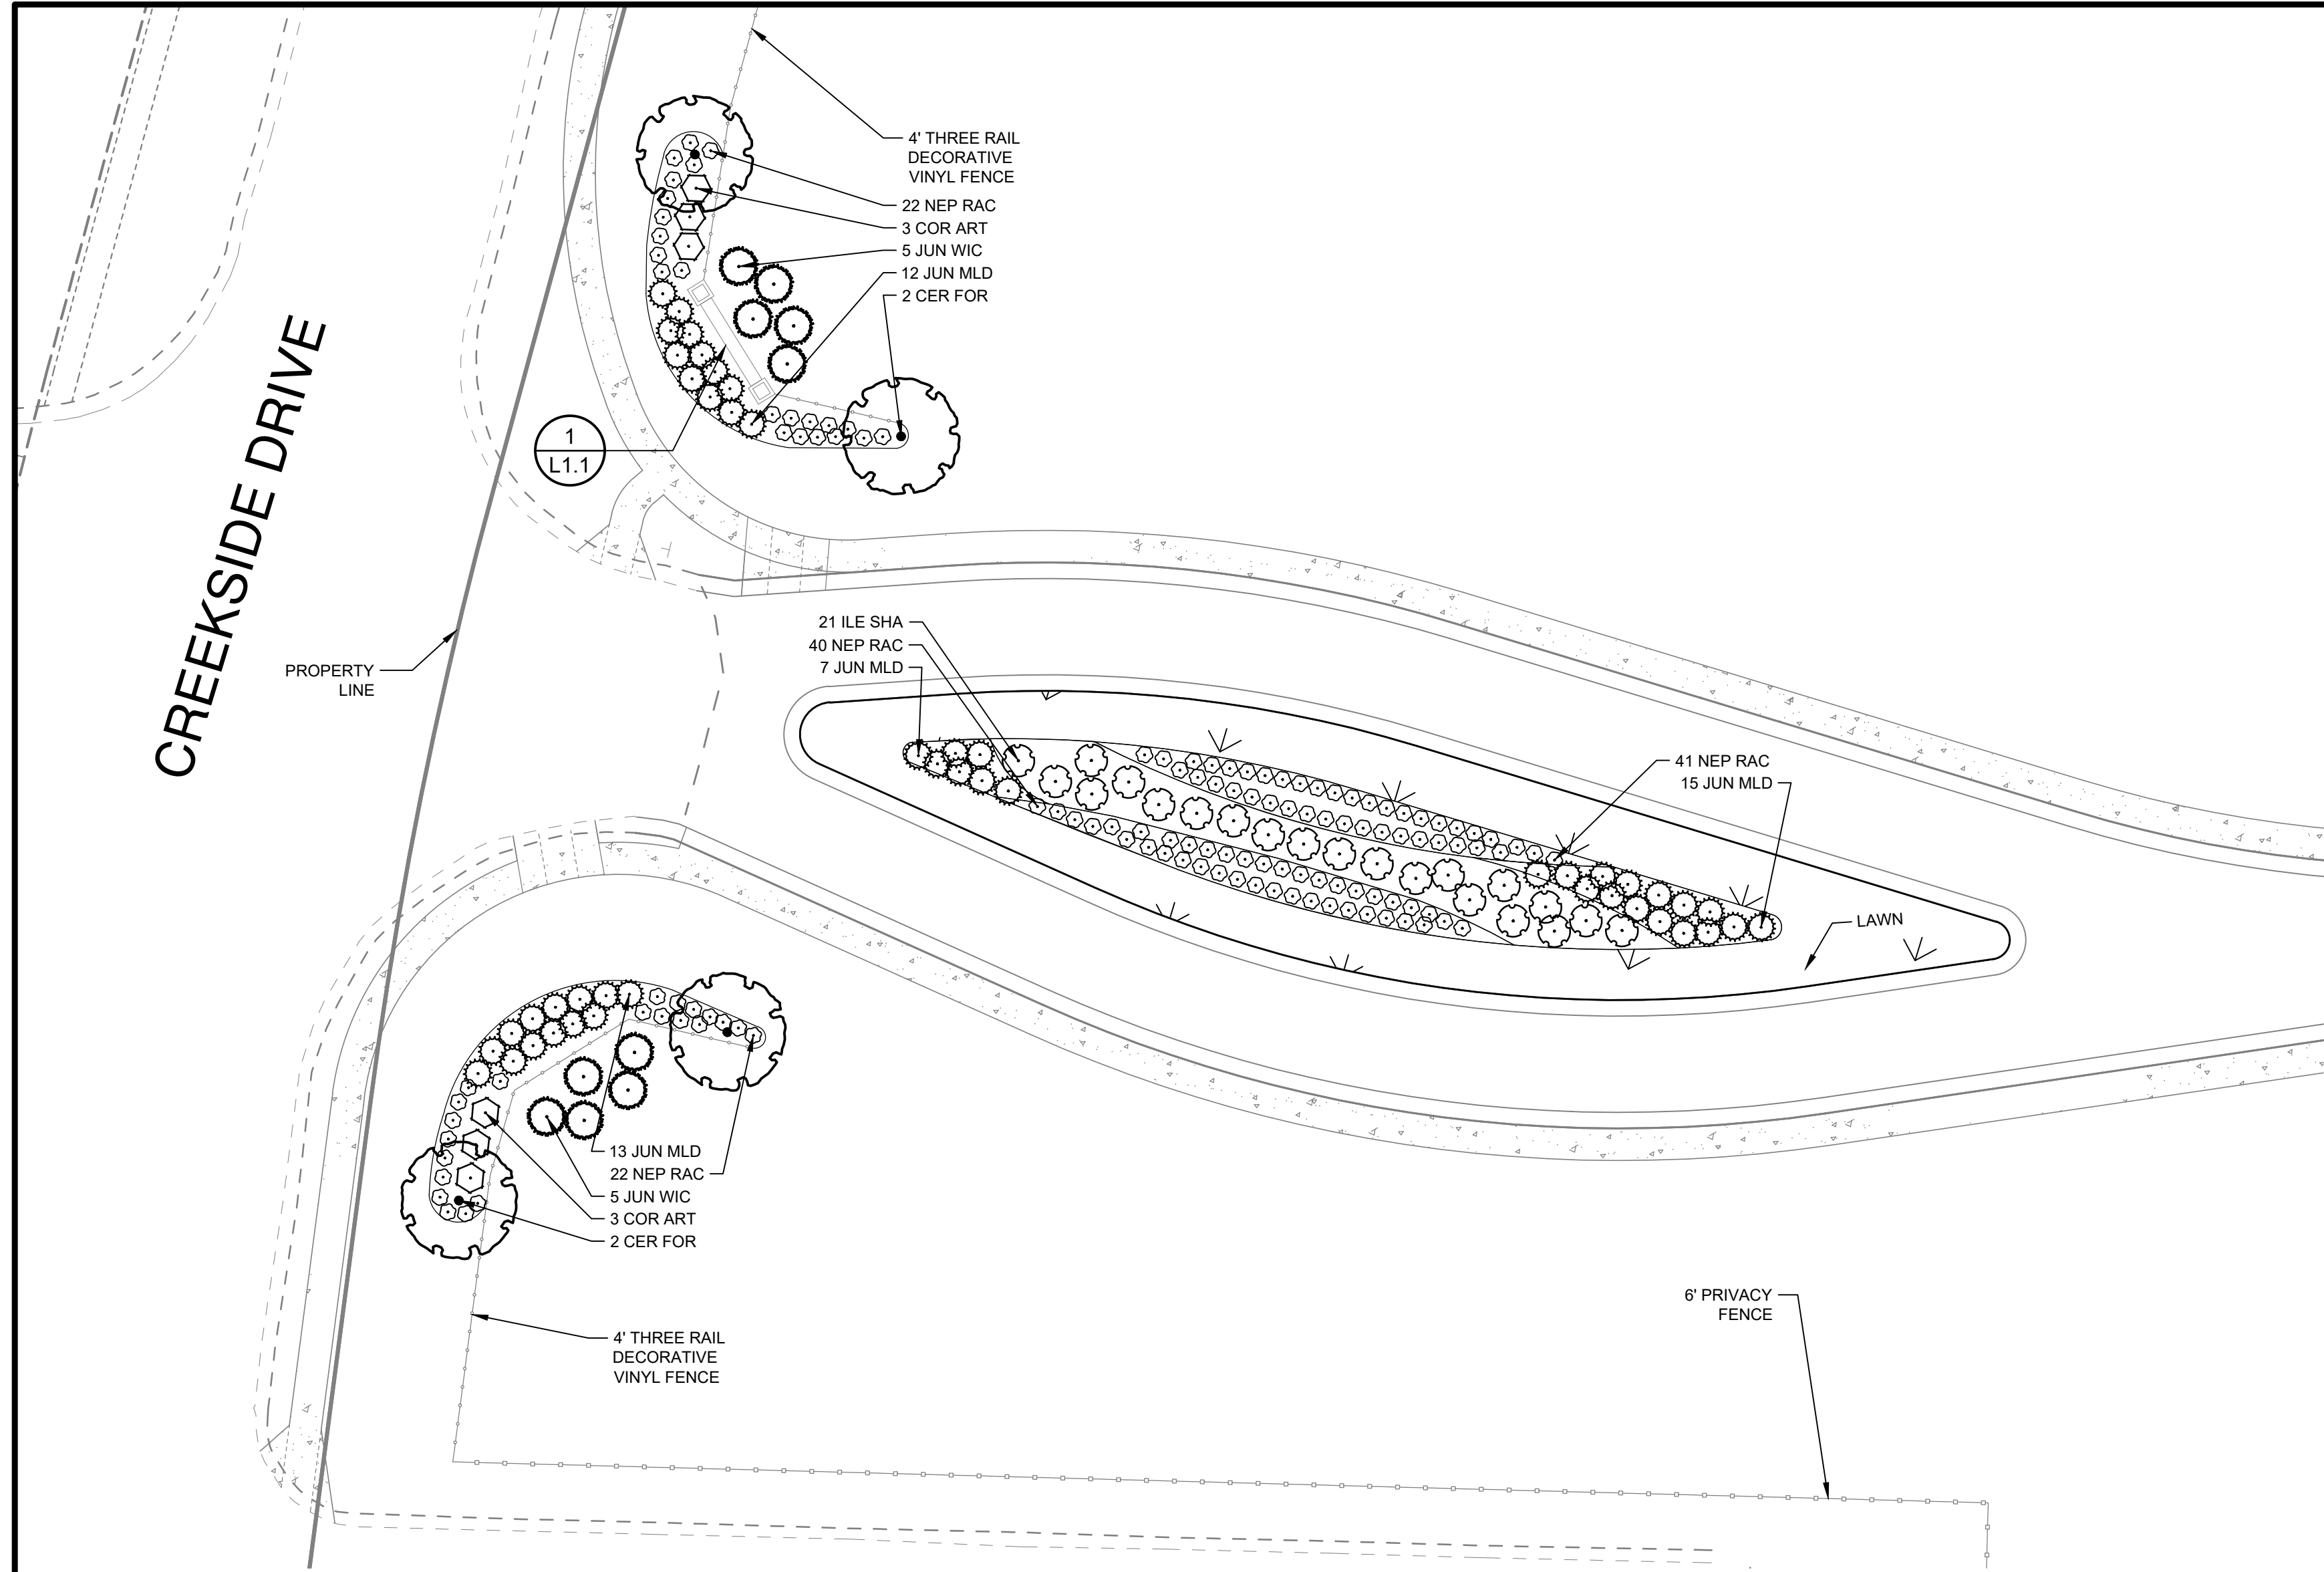 4' THREE RAIL
DECORATIVE
VINYL FENCE
22 NEP RAC
3 COR ART
5 JUN WIC
12 JUN MLD
2 CER FOR
1
L1.1
CREEKSIDE DRIVE
PROPERTY
LINE
21 ILE SHA
40 NEP RAC
7 JUN MLD
41 NEP RAC
15 JUN MLD
LAWN
13 JUN MLD
22 NEP RAC
5 JUN WIC
3 COR ART
2 CER FOR
6' PRIVACY
FENCE
4' THREE RAIL
DECORATIVE
VINYL FENCE